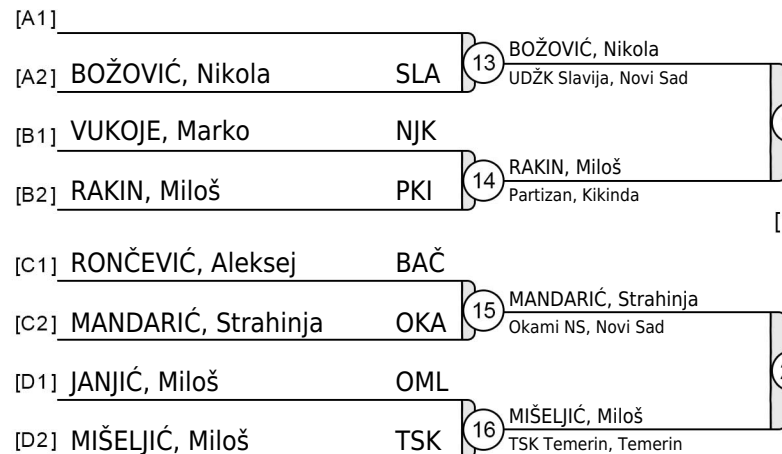 [A1]
[A2] BOŽOVIĆ, Nikola SLA
13 BOŽOVIĆ, Nikola
UDŽK Slavija, Novi Sad
[B1] VUKOJE, Marko NJK
[B2] RAKIN, Miloš PKI
14 RAKIN, Miloš
Partizan, Kikinda
[
[C1] RONČEVIĆ, Aleksej BAČ
[C2] MANDARIĆ, Strahinja OKA
15 MANDARIĆ, Strahinja
Okami NS, Novi Sad
[D1] JANJIĆ, Miloš OML
[D2] MIŠELJIĆ, Miloš TSK
16 MIŠELJIĆ, Miloš
TSK Temerin, Temerin